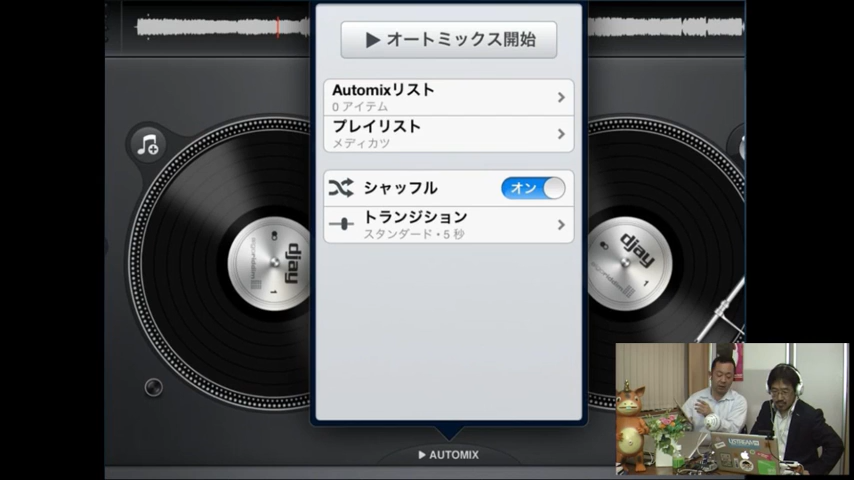 ▶ オートミックス開始
Automixリスト
0 アイテム
プレイリスト
メディカツ
シャッフル
オン
トランジション
スタンダード・5 秒
djay
1
djay
1
▶ AUTOMIX
USTREAM